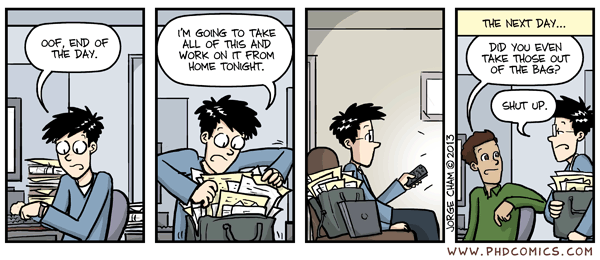 OOF, END OF
THE DAY.
I'M GOING TO TAKE
ALL OF THIS AND
WORK ON IT FROM
HOME TONIGHT.
THE NEXT DAY...
DID YOU EVEN
TAKE THOSE OUT
OF THE BAG?
SHUT UP.
JORGE CHAM © 2013
WWW.PHDCOMICS.COM